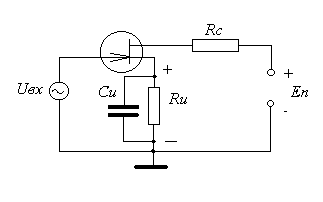 Rc
+
+
Uвх
Cu
Ru
En
-
—